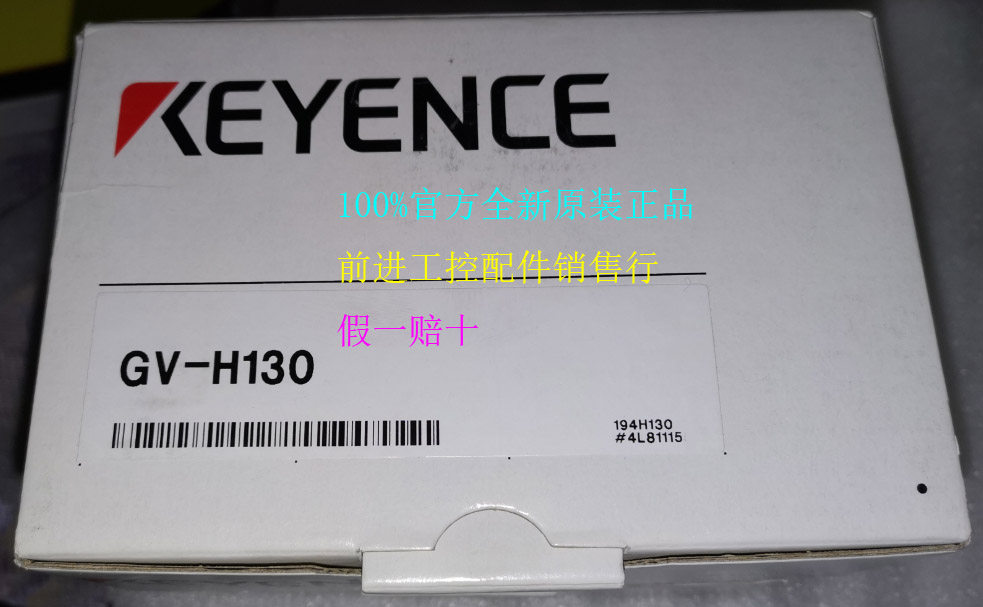 KEYENCE
100%官方全新原装正品
前进工控配件销售行
假一赔十
GV-H130
194H130
#4L81115